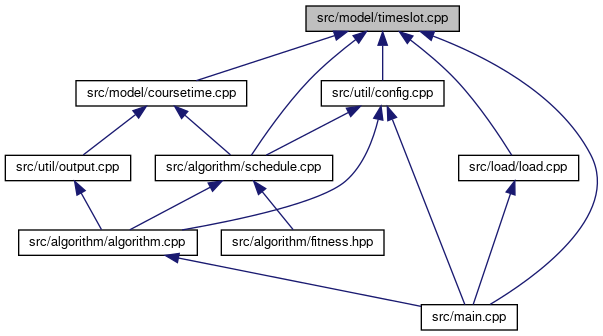 src/model/timeslot.cpp
src/model/coursetime.cpp
src/util/config.cpp
src/util/output.cpp
src/algorithm/schedule.cpp
src/load/load.cpp
src/algorithm/algorithm.cpp
src/algorithm/fitness.hpp
src/main.cpp